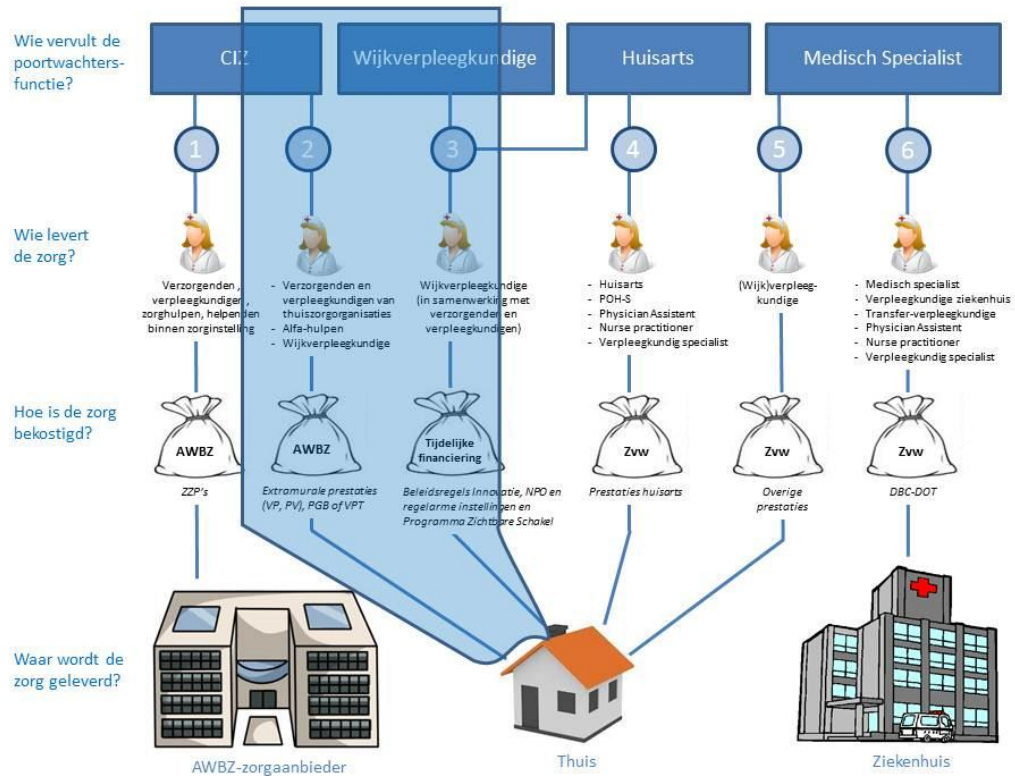 Wie vervult de
poortwachters-
functie?
CIZ
Wijkverpleegkundige
Huisarts
Medisch Specialist
1
2
3
4
5
6
Wie levert
de zorg?
Verzorgenden ,
verpleegkundigen ,
zorghulpen, helpenden
binnen zorginstelling
- Verzorgenden en
verpleegkundigen van
thuiszorgorganisaties
- Alfa-hulpen
- Wijkverpleegkundige
Wijkverpleegkundige
(in samenwerking met
verzorgenden en
verpleegkundigen)
- Huisarts
- POH-S
- Physician Assistent
- Nurse practitioner
- Verpleegkundig specialist
(Wijk)verpleeg-
kundige
- Medisch specialist
- Verpleegkundige ziekenhuis
- Transfer-verpleegkundige
- Physician Assistent
- Nurse practitioner
- Verpleegkundig specialist
Hoe is de zorg
bekostigd?
AWBZ
AWBZ
Tijdelijke
financiering
Zvw
Zvw
Zvw
ZZP's
Extramurale prestaties
(VP, PV), PGB of VPT
Beleidsregels Innovatie, NPO en
regelarme instellingen en
Programma Zichtbare Schakel
Prestaties huisarts
Overige
prestaties
DBC-DOT
Waar wordt de
zorg geleverd?
AWBZ-zorgaanbieder
Thuis
Ziekenhuis